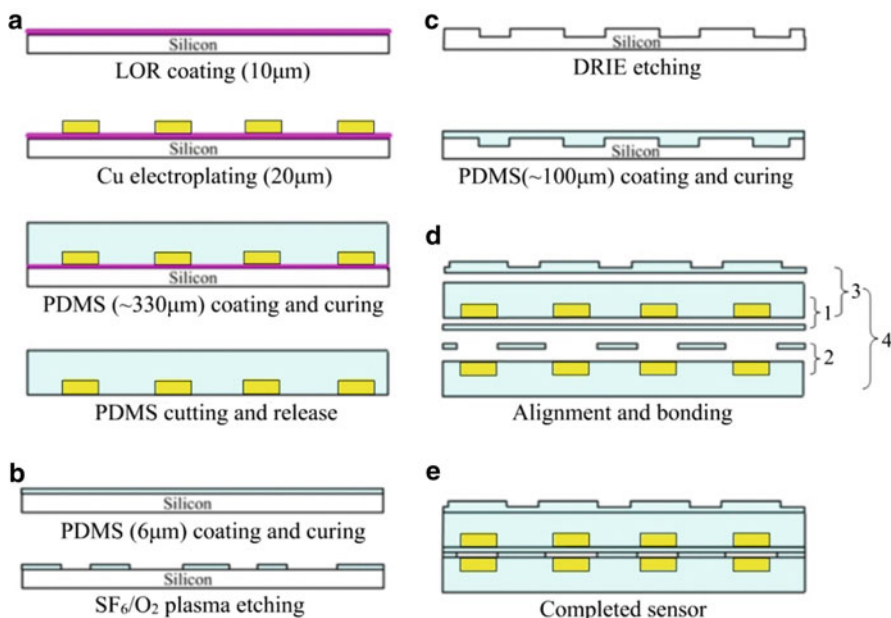 a
Silicon
LOR coating (10μm)
Silicon
Cu electroplating (20μm)
Silicon
PDMS (~330μm) coating and curing
PDMS cutting and release
b
Silicon
PDMS (6μm) coating and curing
Silicon
SF₆/O₂ plasma etching
c
Silicon
DRIE etching
Silicon
PDMS(~100μm) coating and curing
d
1
2
3
4
Alignment and bonding
e
Completed sensor